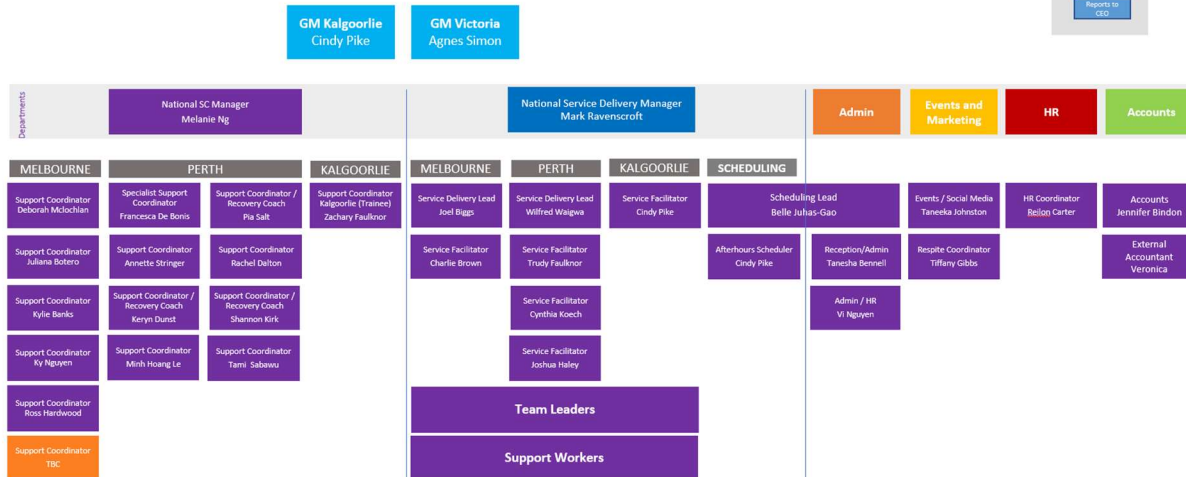 Reports to
CEO
GM Kalgoorlie
Cindy Pike
GM Victoria
Agnes Simon
Departments
National SC Manager
Melanie Ng
National Service Delivery Manager
Mark Ravenscroft
Admin
Events and
Marketing
HR
Accounts
MELBOURNE
PERTH
KALGOORLIE
MELBOURNE
PERTH
KALGOORLIE
SCHEDULING
Support Coordinator
Deborah Mclochlan
Specialist Support
Coordinator
Francesca De Bonis
Support Coordinator /
Recovery Coach
Pia Salt
Support Coordinator
Kalgoorlie (Trainee)
Zachary Faulknor
Service Delivery Lead
Joel Biggs
Service Delivery Lead
Wilfred Waigwa
Service Facilitator
Cindy Pike
Scheduling Lead
Belle Juhas-Gao
Events / Social Media
Taneeka Johnston
HR Coordinator
Reilon Carter
Accounts
Jennifer Bindon
Support Coordinator
Juliana Botero
Support Coordinator
Annette Stringer
Support Coordinator
Rachel Dalton
Service Facilitator
Charlie Brown
Service Facilitator
Trudy Faulknor
Afterhours Scheduler
Cindy Pike
Reception/Admin
Tanesha Bennell
Respite Coordinator
Tiffany Gibbs
External
Accountant
Veronica
Support Coordinator
Kylie Banks
Support Coordinator /
Recovery Coach
Keryn Dunst
Support Coordinator /
Recovery Coach
Shannon Kirk
Service Facilitator
Cynthia Koech
Admin / HR
Vi Nguyen
Support Coordinator
Ky Nguyen
Support Coordinator
Minh Hoang Le
Support Coordinator
Tami Sabawu
Service Facilitator
Joshua Haley
Support Coordinator
Ross Hardwood
Team Leaders
Support Coordinator
TBC
Support Workers